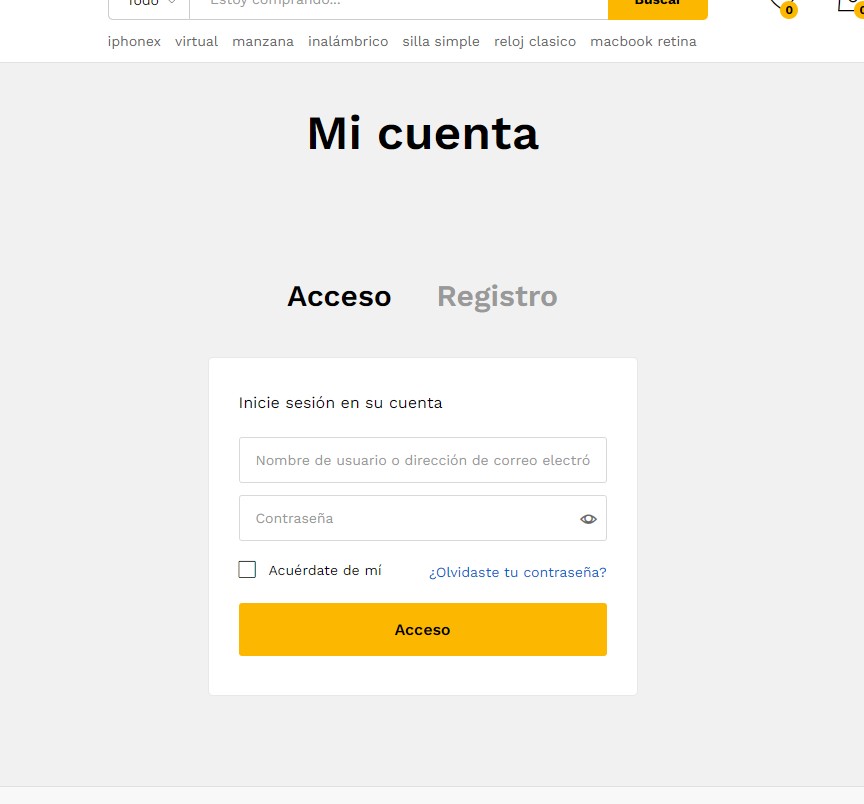 Todo Estoy comprando... Buscar 0
iphonex virtual manzana inalámbrico silla simple reloj clasico macbook retina
Mi cuenta
Acceso Registro
Inicie sesión en su cuenta
Nombre de usuario o dirección de correo electró
Contraseña
Acuérdate de mí ¿Olvidaste tu contraseña?
Acceso